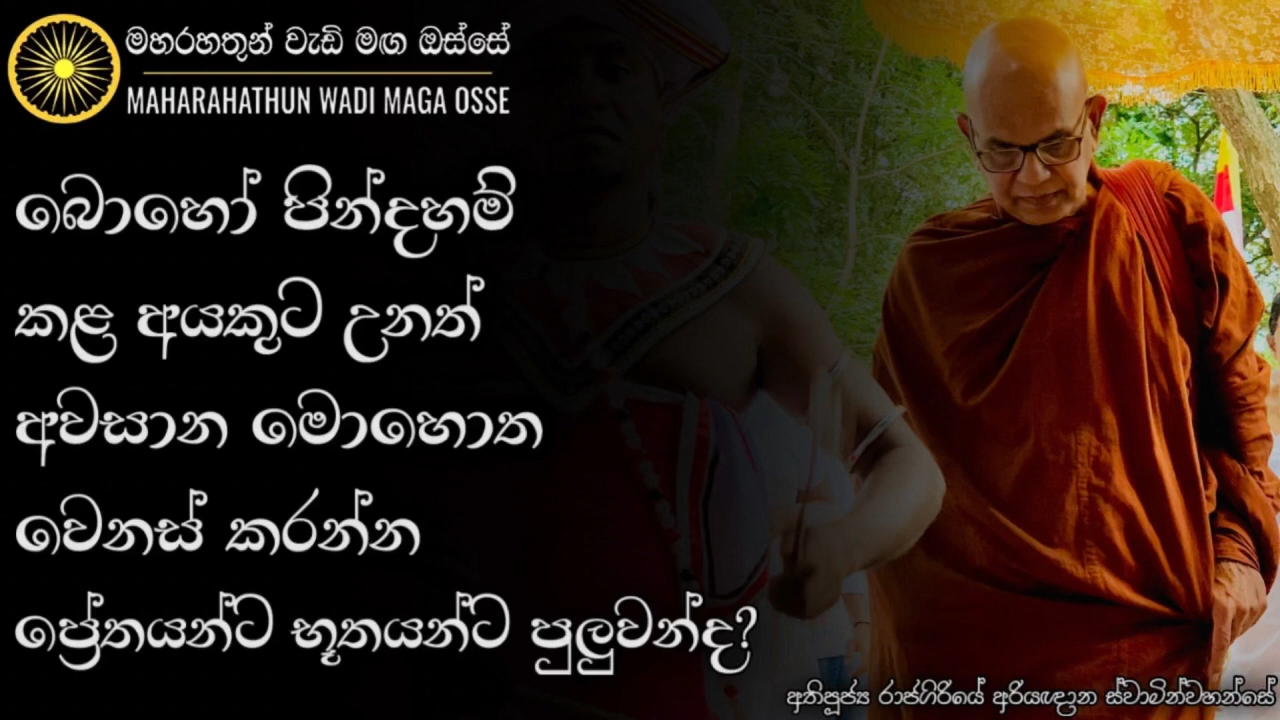 මහරහතුන් වැඩි මඟ ඔස්සේ
MAHARAHATHUN WADI MAGA OSSE
බොහෝ පින්දහම්
කළ අයකුට උනත්
අවසාන මොහොත
වෙනස් කරන්න
ප්‍රේතයන්ට භූතයන්ට පුලුවන්ද?
අතිපූජ්‍ය රාජගිරියේ අරියඥාන ස්වාමින්වහන්සේ